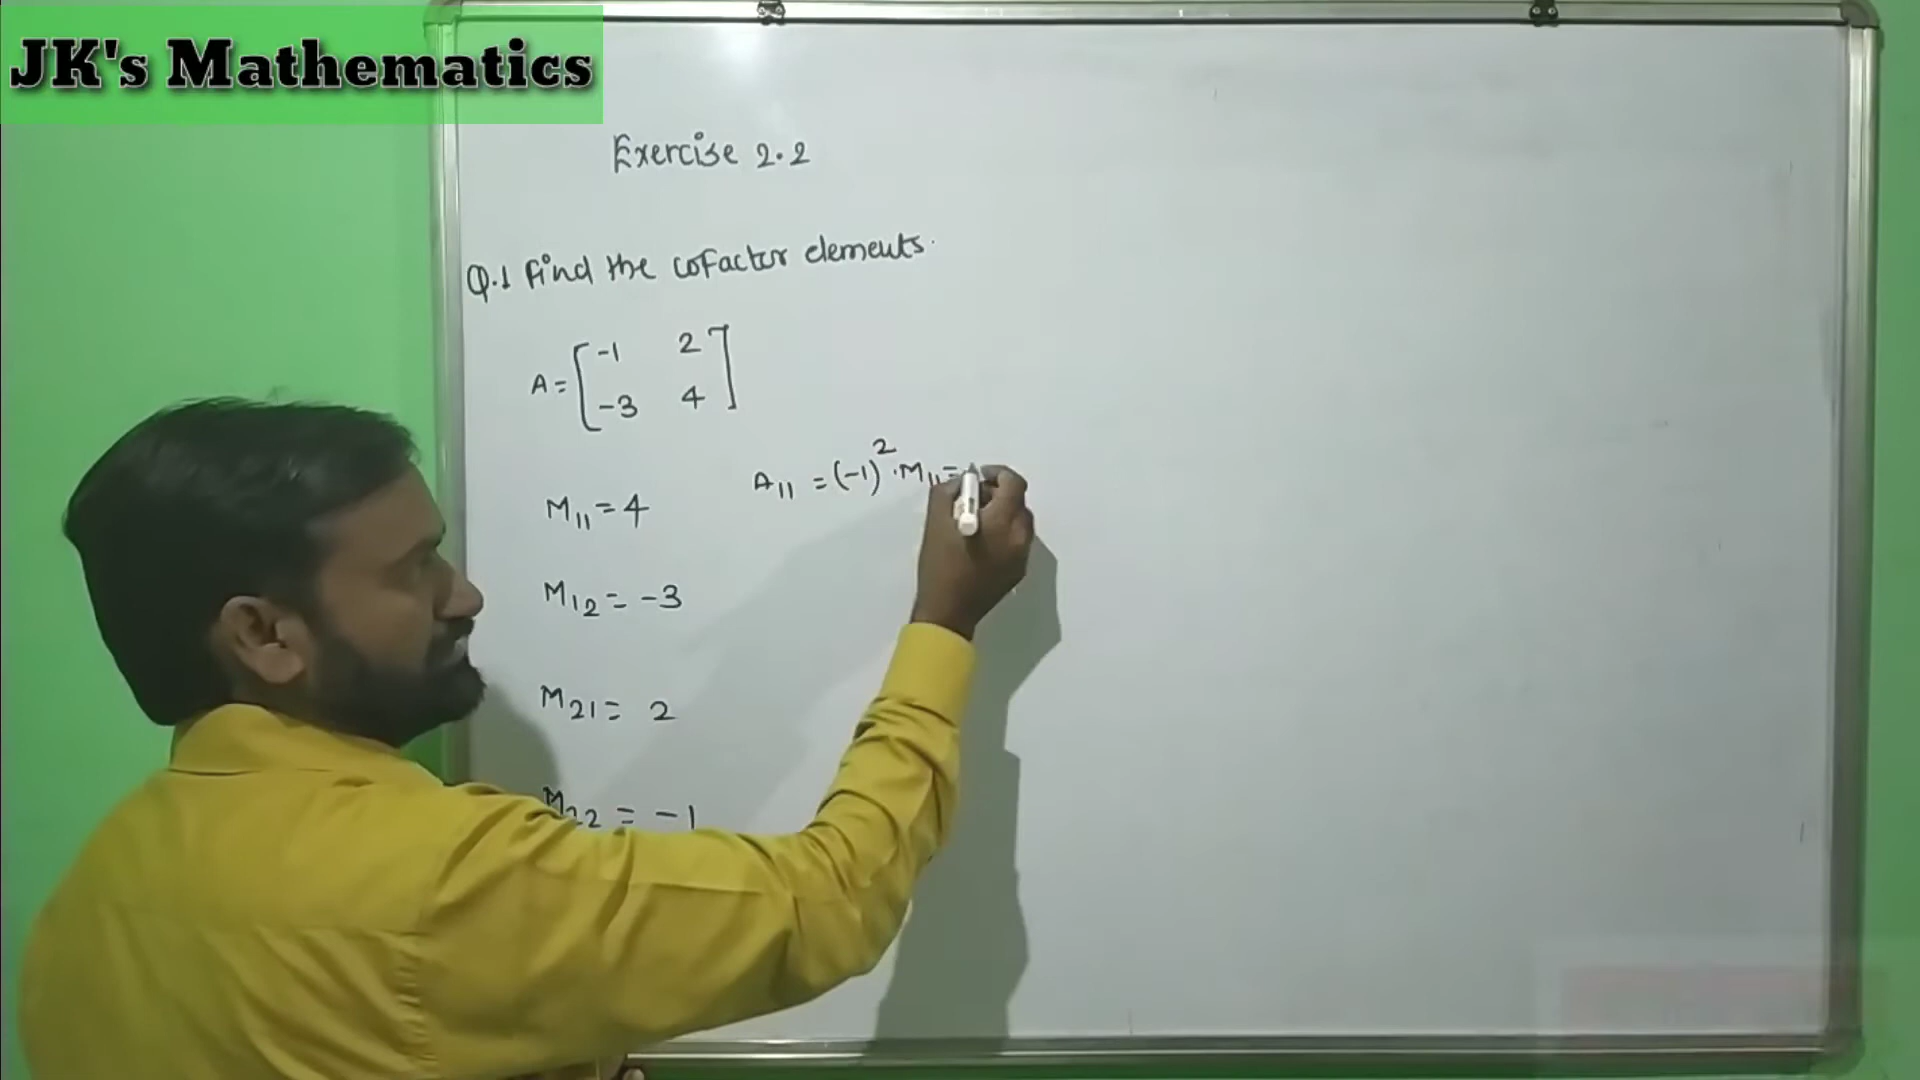 JK's Mathematics
Exercise 2.2
Q.1 Find the cofactor elements.
A = [ -1 2
-3 4 ]
A11 = (-1)^2 . M11 =
M11 = 4
M12 = -3
M21 = 2
M22 = -1